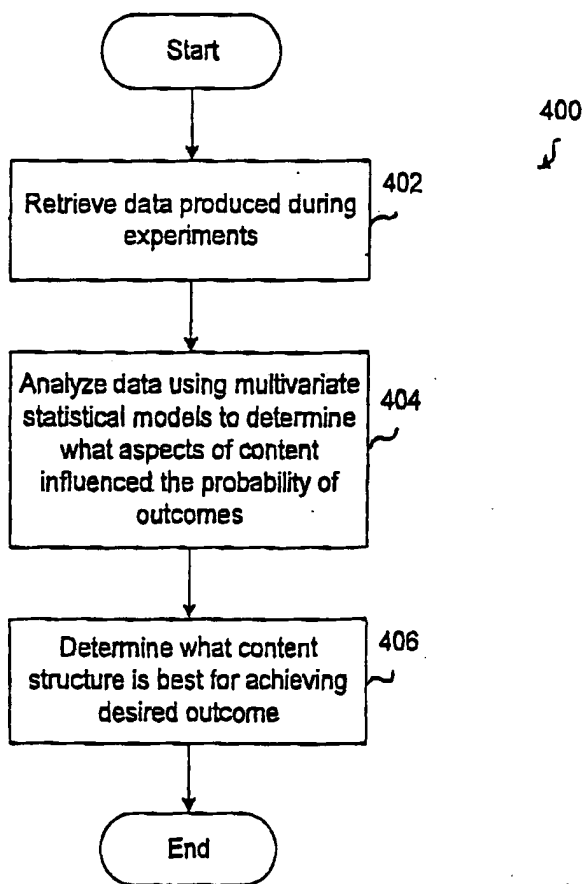 Start
400
402
Retrieve data produced during
experiments
Analyze data using multivariate
statistical models to determine
what aspects of content
influenced the probability of
outcomes
404
Determine what content
structure is best for achieving
desired outcome
406
End